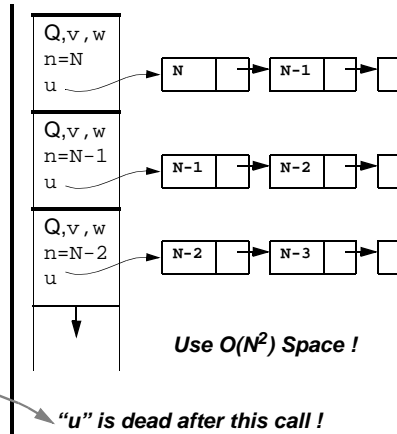 Q,v,w
n=N
u
N N-1
Q,v,w
n=N-1
u
N-1 N-2
Q,v,w
n=N-2
u
N-2 N-3
Use O(N²) Space !
“u” is dead after this call !